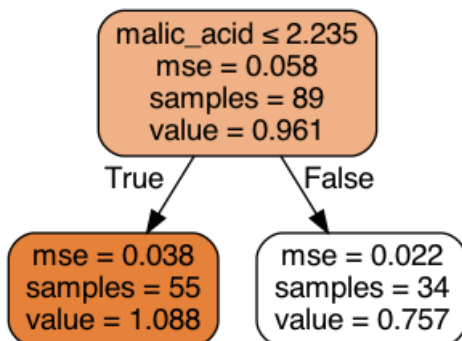 malic_acid ≤ 2.235
mse = 0.058
samples = 89
value = 0.961
True
False
mse = 0.038
samples = 55
value = 1.088
mse = 0.022
samples = 34
value = 0.757